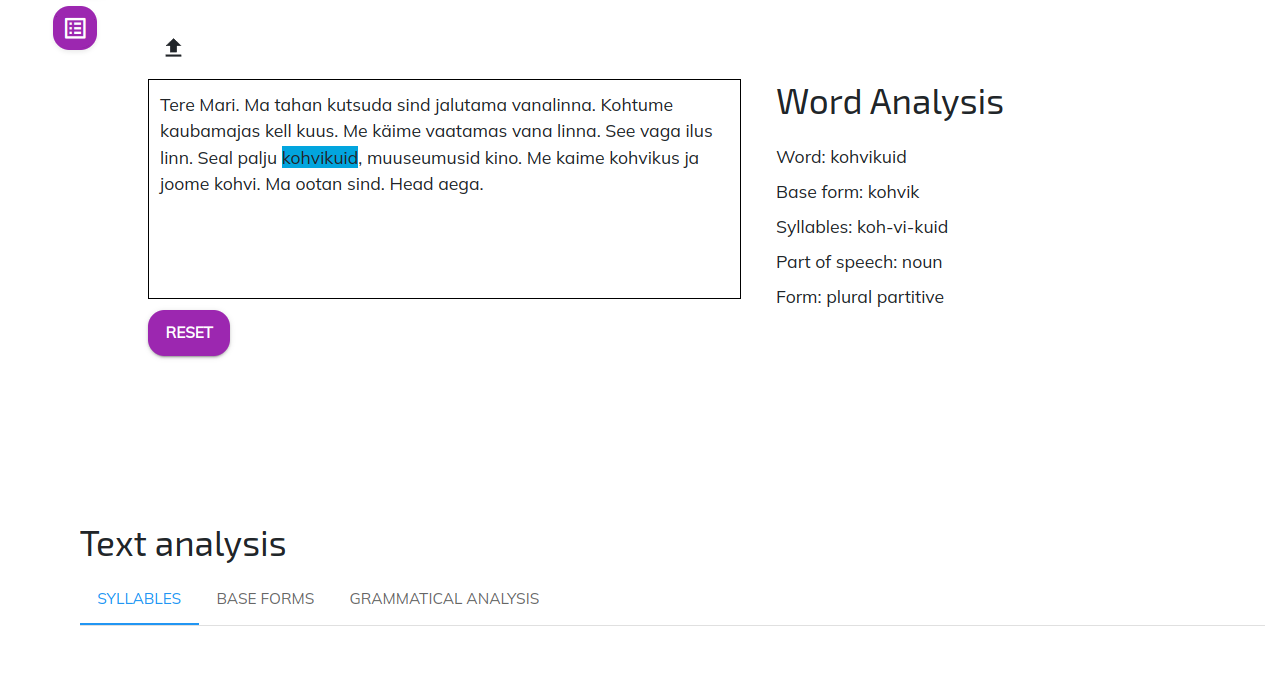 Tere Mari. Ma tahan kutsuda sind jalutama vanalinna. Kohtume
kaubamajas kell kuus. Me käime vaatamas vana linna. See vaga ilus
linn. Seal palju kohvikuid, muuseumusid kino. Me kaime kohvikus ja
joome kohvi. Ma ootan sind. Head aega.
RESET
Word Analysis
Word: kohvikuid
Base form: kohvik
Syllables: koh-vi-kuid
Part of speech: noun
Form: plural partitive
Text analysis
SYLLABLES BASE FORMS GRAMMATICAL ANALYSIS